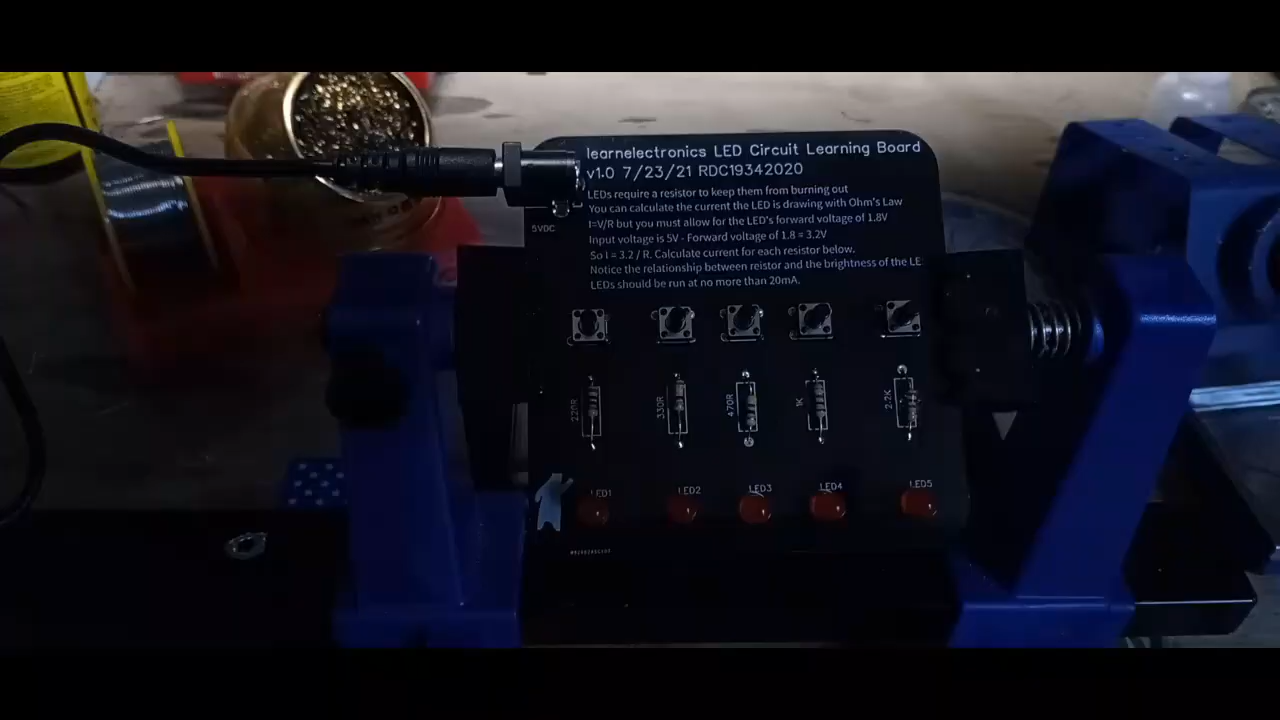 learnelectronics LED Circuit Learning Board
v1.0 7/23/21 RDC19342020
LEDs require a resistor to keep them from burning out
You can calculate the current the LED is drawing with Ohm's Law
I=V/R but you must allow for the LED's forward voltage of 1.8V
Input voltage is 5V - Forward voltage of 1.8 = 3.2V
So I = 3.2 / R. Calculate current for each resistor below.
Notice the relationship between reistor and the brightness of the LE
LEDs should be run at no more than 20mA.
5VDC
220R
330R
470R
1K
2.2K
LED1
LED2
LED3
LED4
LED5